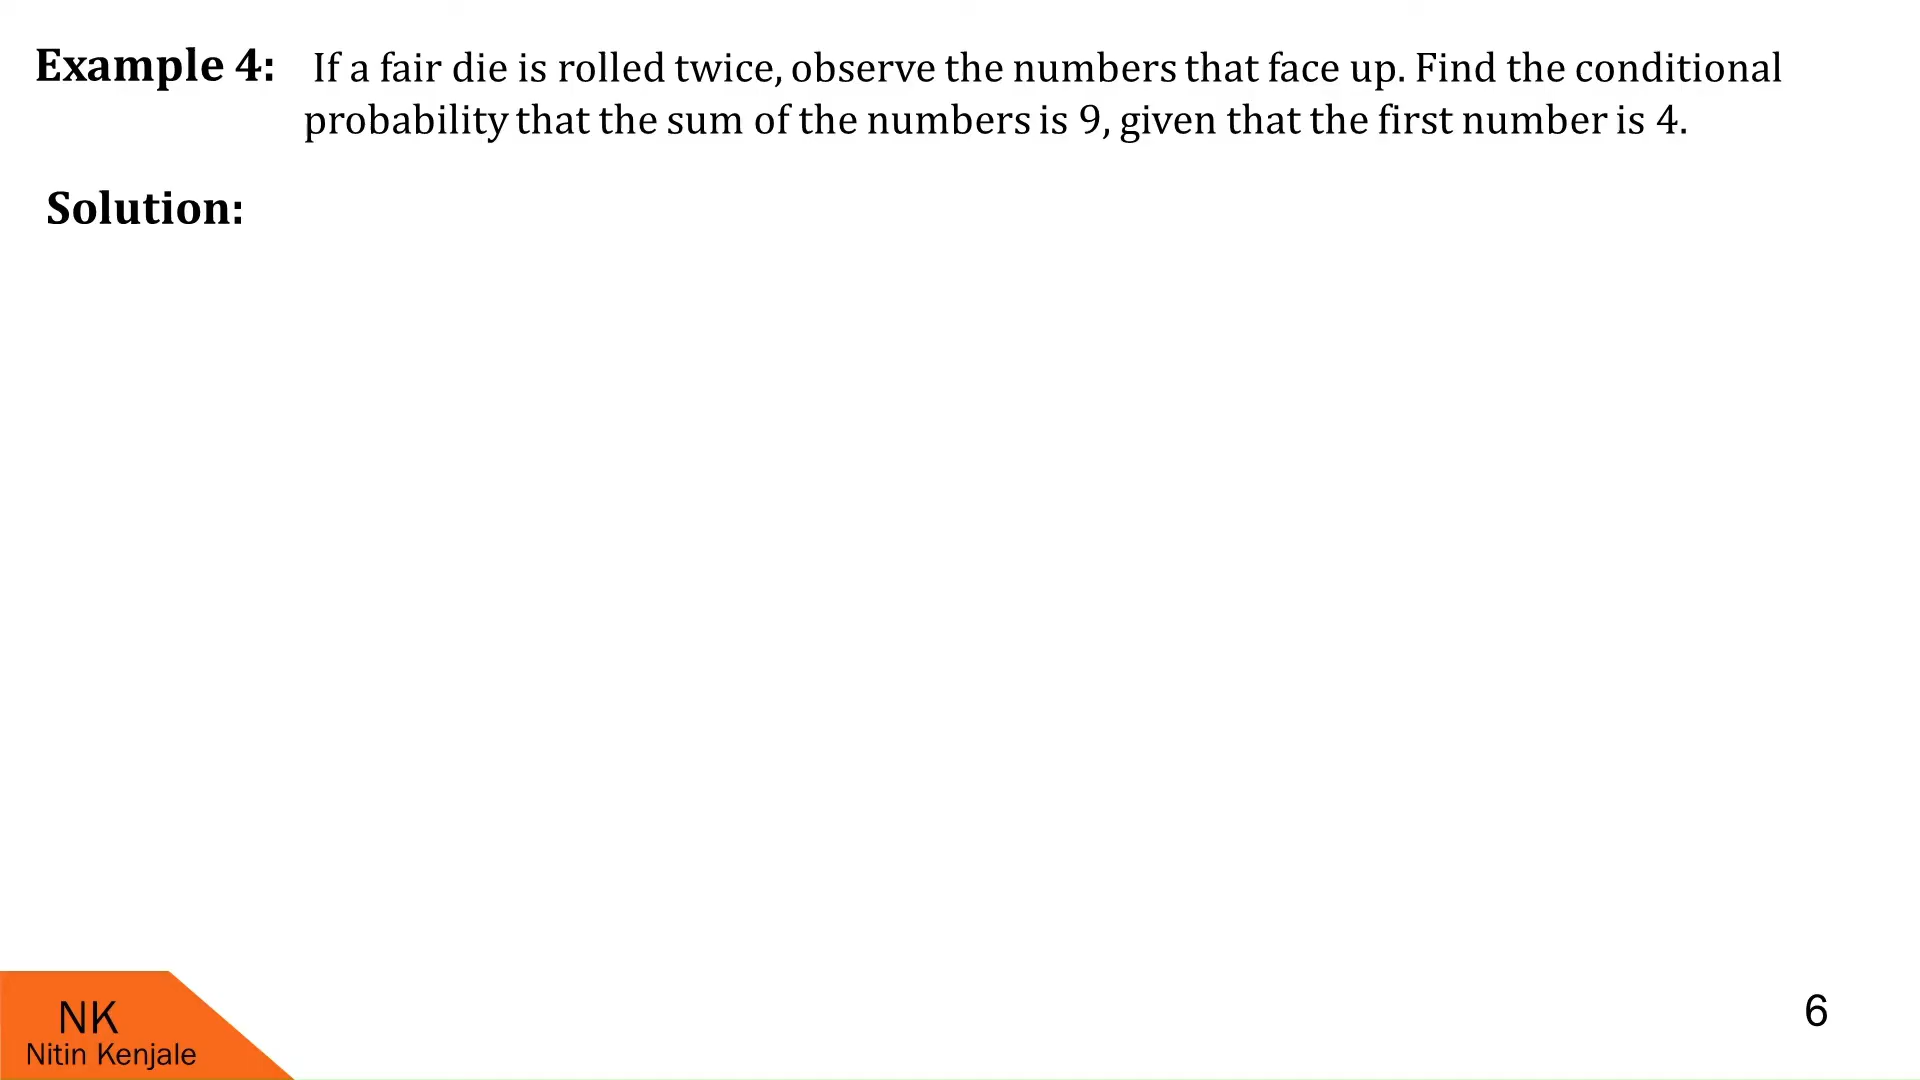 Example 4: If a fair die is rolled twice, observe the numbers that face up. Find the conditional
probability that the sum of the numbers is 9, given that the first number is 4.
Solution:
NK
Nitin Kenjale
6